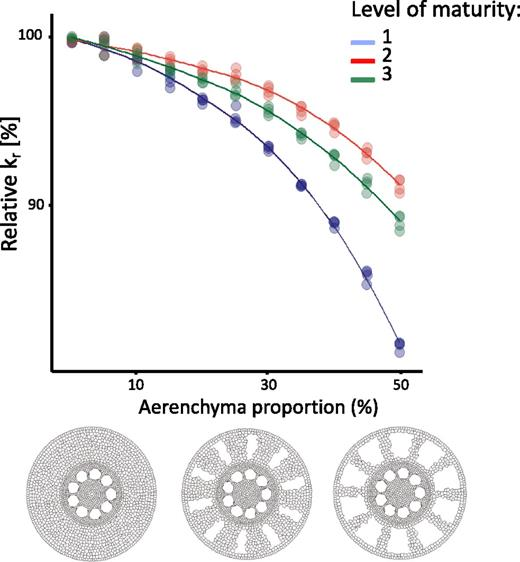 Level of maturity:
1
2
3
100
90
Relative kr [%]
10
30
50
Aerenchyma proportion (%)